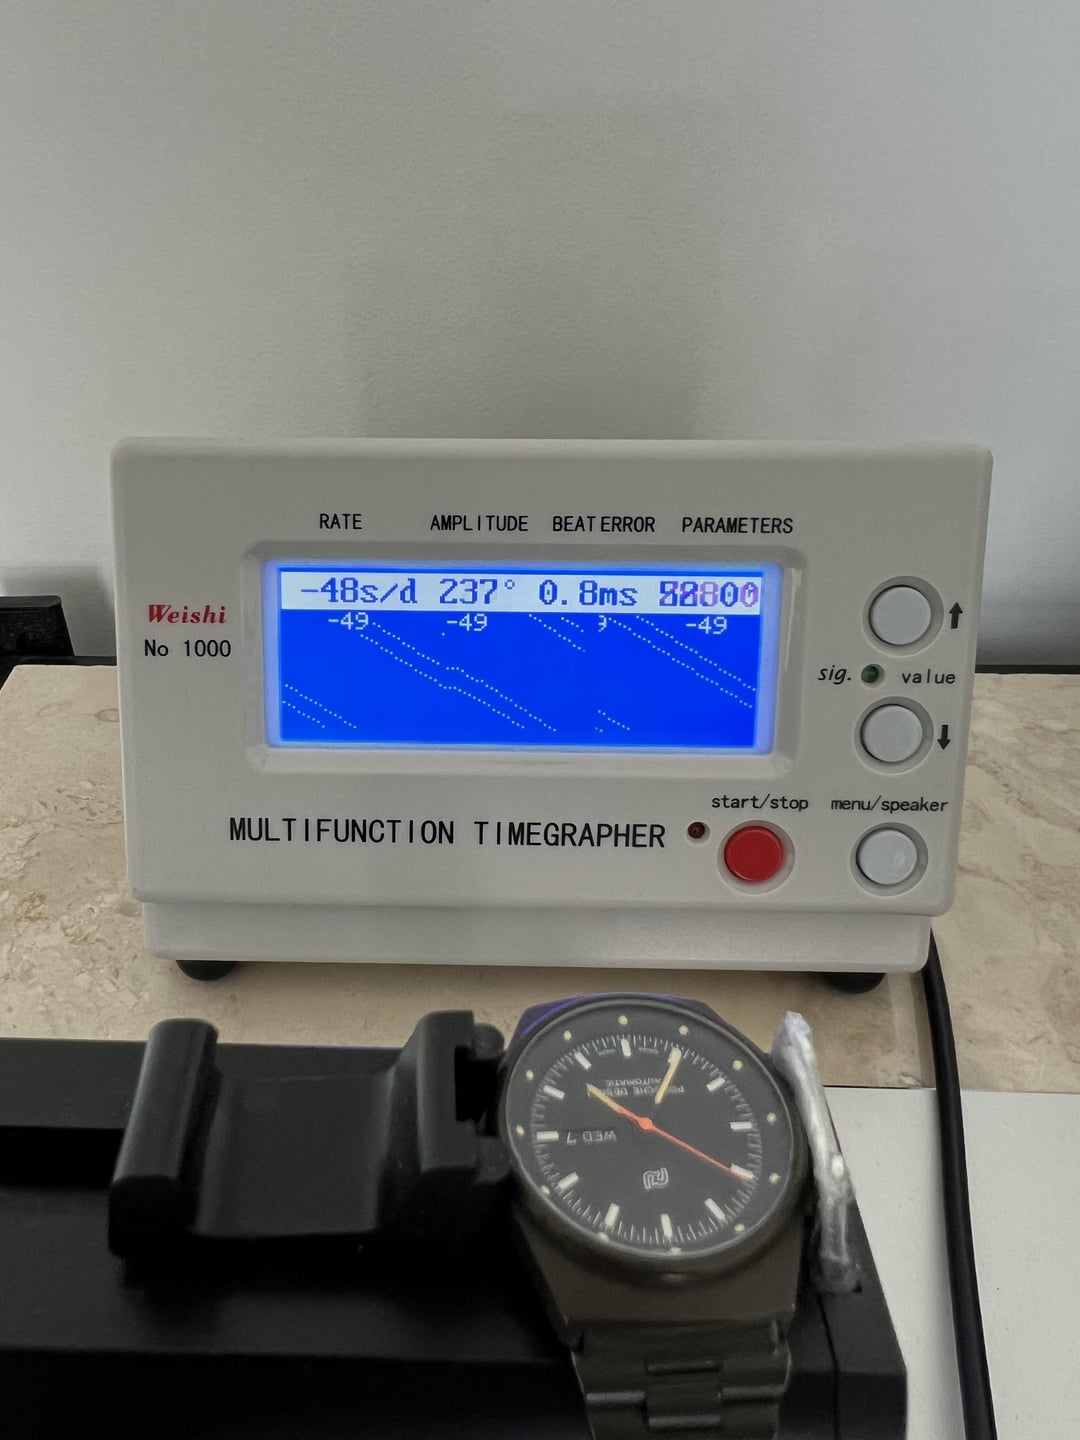 RATE AMPLITUDE BEAT ERROR PARAMETERS
-48s/d 237° 0.8ms
-49 -49 9 -49
Weishi
No 1000
sig. value
start/stop menu/speaker
MULTIFUNCTION TIMEGRAPHER
AUTOMATIC
WED 7